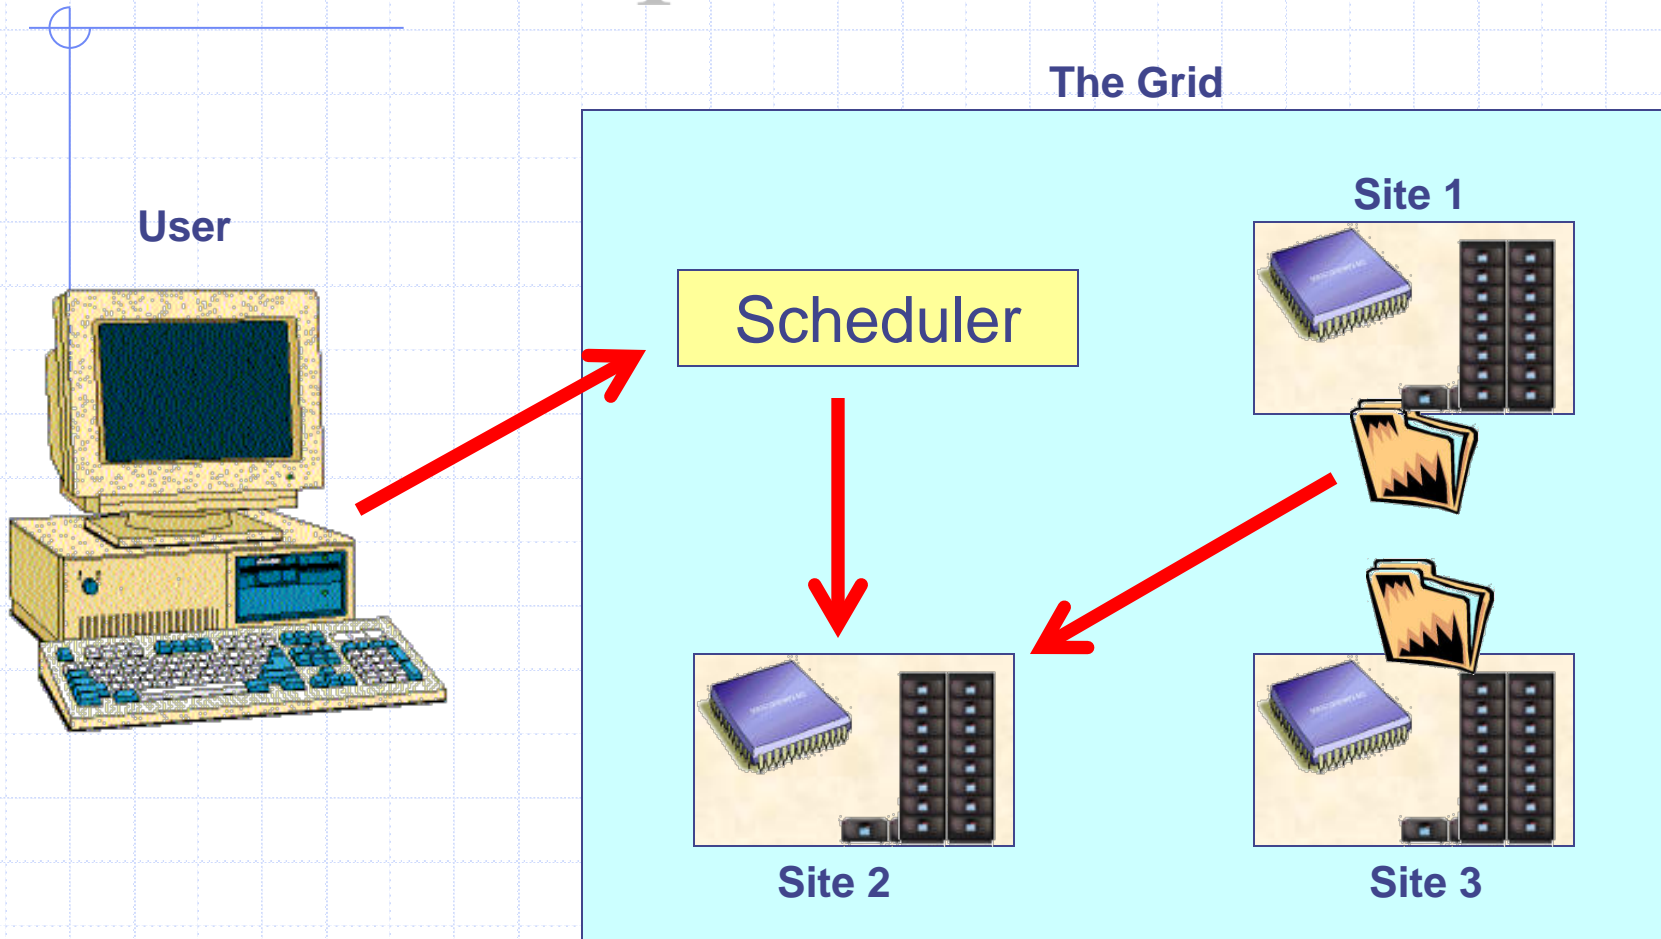 The Grid
User
Site 1
Scheduler
Site 2
Site 3